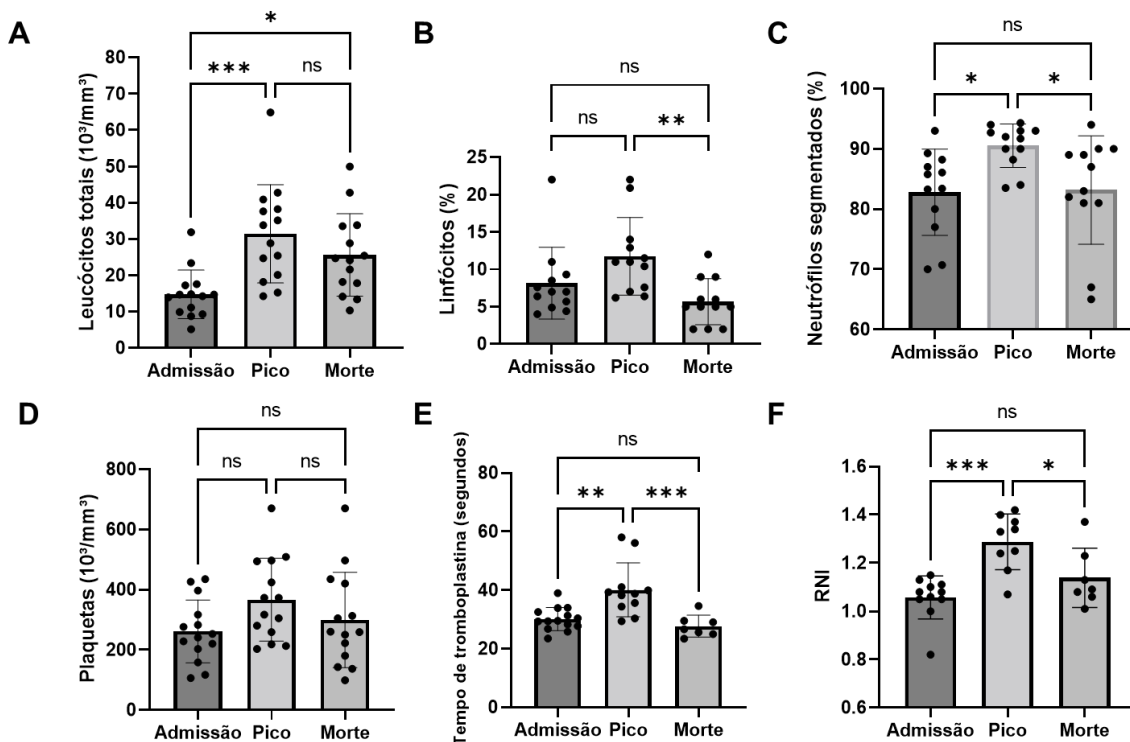 A
Leucócitos totais (10³/mm³)
80
70
60
50
40
30
20
10
0
*
***
ns
Admissão Pico Morte
B
Linfócitos (%)
25
20
15
10
5
0
ns
ns
**
Admissão Pico Morte
C
Neutrófilos segmentados (%)
100
90
80
70
60
ns
*
*
Admissão Pico Morte
D
Plaquetas (10³/mm³)
800
600
400
200
0
ns
ns
ns
Admissão Pico Morte
E
Tempo de tromboplastina (segundos)
80
60
40
20
0
ns
**
***
Admissão Pico Morte
F
RNI
1.6
1.4
1.2
1.0
0.8
0.6
ns
***
*
Admissão Pico Morte